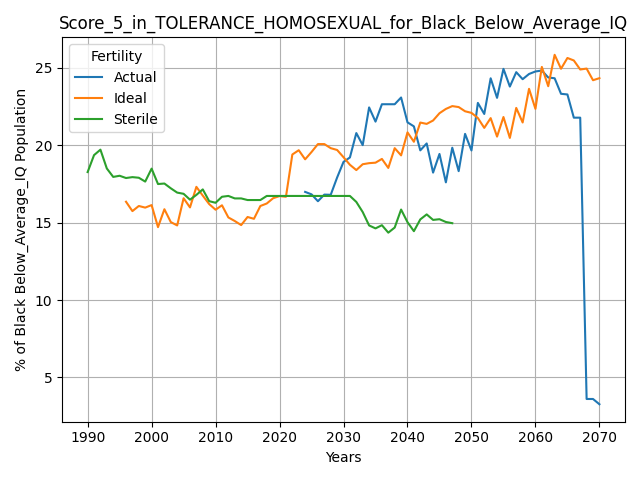 Score_5_in_TOLERANCE_HOMOSEXUAL_for_Black_Below_Average_IQ
Fertility
Actual
Ideal
Sterile
% of Black Below_Average_IQ Population
25
20
15
10
5
1990 2000 2010 2020 2030 2040 2050 2060 2070
Years